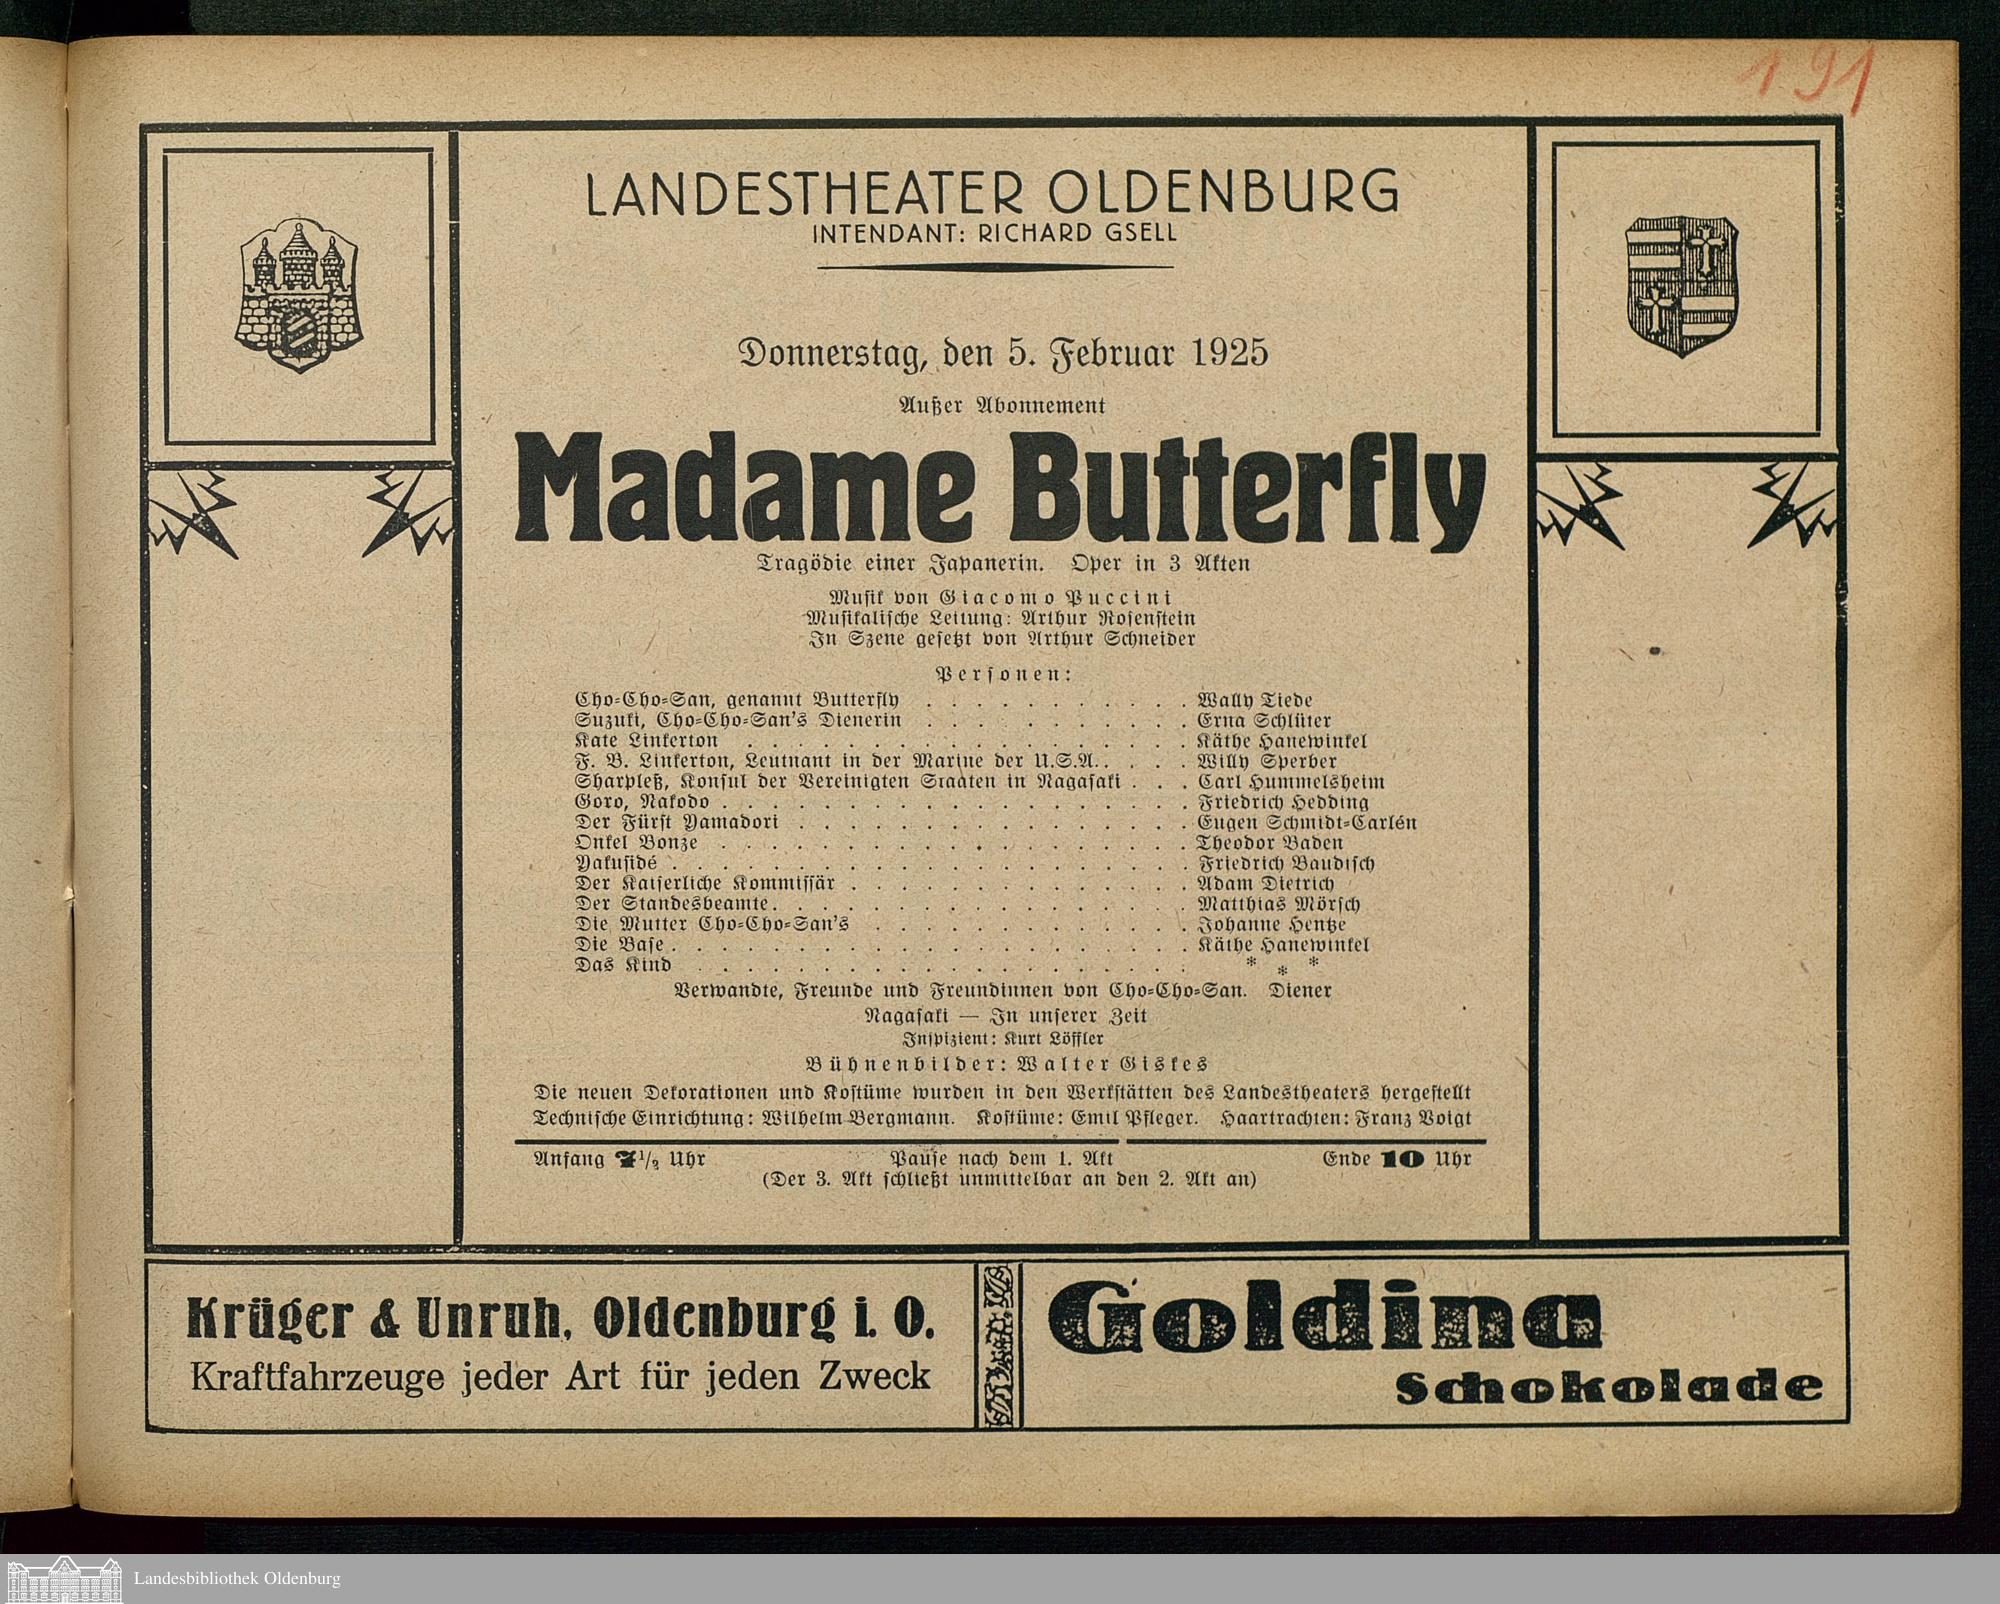 191
LANDESTHEATER OLDENBURG
INTENDANT: RICHARD GSELL
Donnerstag, den 5. Februar 1925
Außer Abonnement
Madame Butterfly
Tragödie einer Japanerin. Oper in 3 Akten
Musik von Giacomo Puccini
Musikalische Leitung: Arthur Rosenstein
In Szene gesetzt von Arthur Schneider
Personen:
Cho-Cho-San, genannt Butterfly . . . . . . . . . . . Wally Tiede
Suzuki, Cho-Cho-San's Dienerin . . . . . . . . . . . Erna Schlüter
Kate Linkerton . . . . . . . . . . . . . . . . . . Käthe Hanewinkel
F. B. Linkerton, Leutnant in der Marine der U.S.A. . . . . Willy Sperber
Sharpleß, Konsul der Vereinigten Staaten in Nagasaki . . . Carl Hummelsheim
Goro, Nakodo . . . . . . . . . . . . . . . . . . . Friedrich Hedding
Der Fürst Yamadori . . . . . . . . . . . . . . . . Eugen Schmidt-Carlén
Onkel Bonze . . . . . . . . . . . . . . . . . . . Theodor Baden
Yakusidé . . . . . . . . . . . . . . . . . . . . . Friedrich Baudisch
Der Kaiserliche Kommissär . . . . . . . . . . . . . . Adam Dietrich
Der Standesbeamte . . . . . . . . . . . . . . . . . Matthias Mörsch
Die Mutter Cho-Cho-San's . . . . . . . . . . . . . Johanne Hentze
Die Base . . . . . . . . . . . . . . . . . . . . . Käthe Hanewinkel
Das Kind . . . . . . . . . . . . . . . . . . . . * * *
Verwandte, Freunde und Freundinnen von Cho-Cho-San. Diener
Nagasaki — In unserer Zeit
Inspizient: Kurt Löffler
Bühnenbilder: Walter Giskes
Die neuen Dekorationen und Kostüme wurden in den Werkstätten des Landestheaters hergestellt
Technische Einrichtung: Wilhelm Bergmann. Kostüme: Emil Pfleger. Haartrachten: Franz Voigt
Anfang 7 1/2 Uhr Pause nach dem 1. Akt Ende 10 Uhr
(Der 3. Akt schließt unmittelbar an den 2. Akt an)
Krüger & Unruh, Oldenburg i. O.
Kraftfahrzeuge jeder Art für jeden Zweck
Goldina
Schokolade
Landesbibliothek Oldenburg